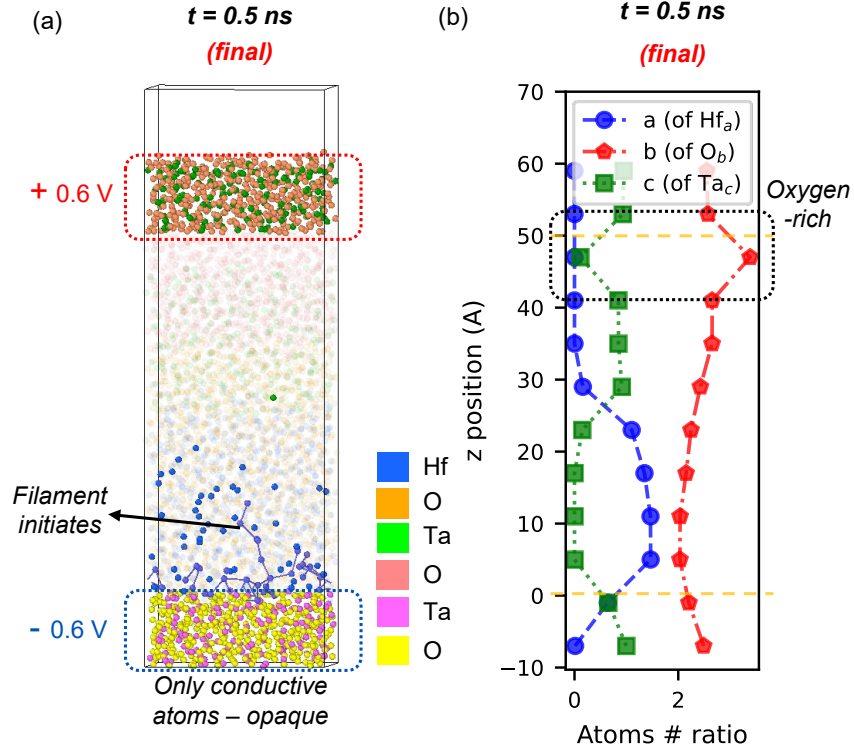 (a)
t = 0.5 ns
(final)
+ 0.6 V
Filament
initiates
- 0.6 V
Only conductive
atoms – opaque
Hf
O
Ta
O
Ta
O
(b)
t = 0.5 ns
(final)
70
60
50
40
30
20
10
0
−10
z position (A)
a (of Hfₐ)
b (of O_b)
c (of Ta_c)
Oxygen
-rich
0
2
Atoms # ratio